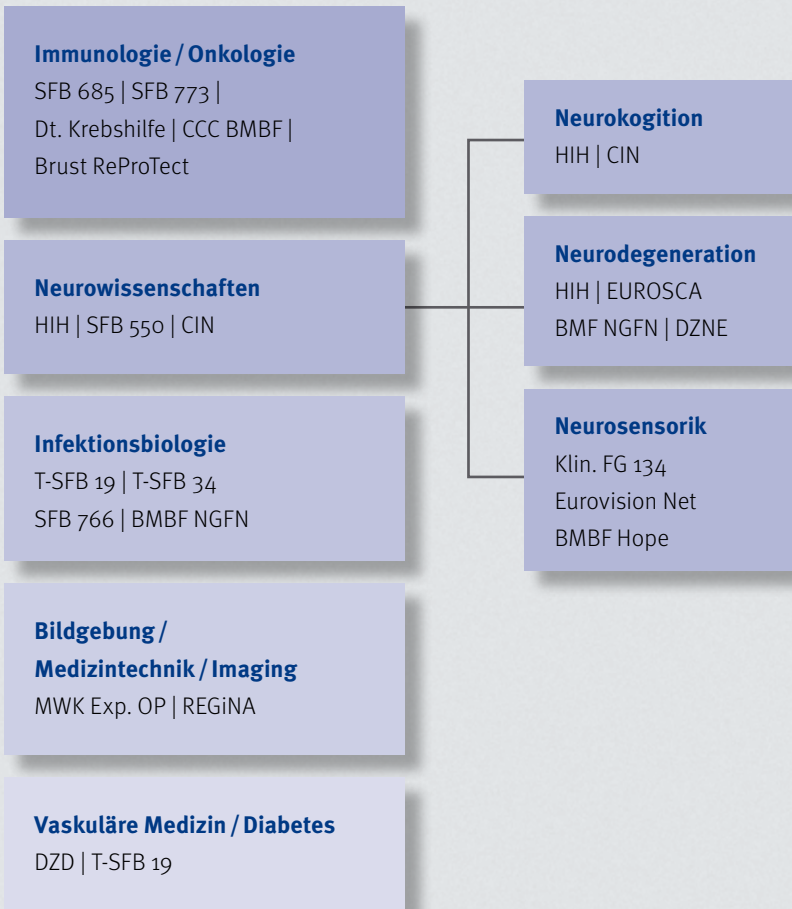 Immunologie / Onkologie
SFB 685 | SFB 773 |
Dt. Krebshilfe | CCC BMBF |
Brust ReProTect
Neurowissenschaften
HIH | SFB 550 | CIN
Infektionsbiologie
T-SFB 19 | T-SFB 34
SFB 766 | BMBF NGFN
Bildgebung /
Medizintechnik / Imaging
MWK Exp. OP | REGiNA
Vaskuläre Medizin / Diabetes
DZD | T-SFB 19
Neurokogition
HIH | CIN
Neurodegeneration
HIH | EUROSCA
BMF NGFN | DZNE
Neurosensorik
Klin. FG 134
Eurovision Net
BMBF Hope